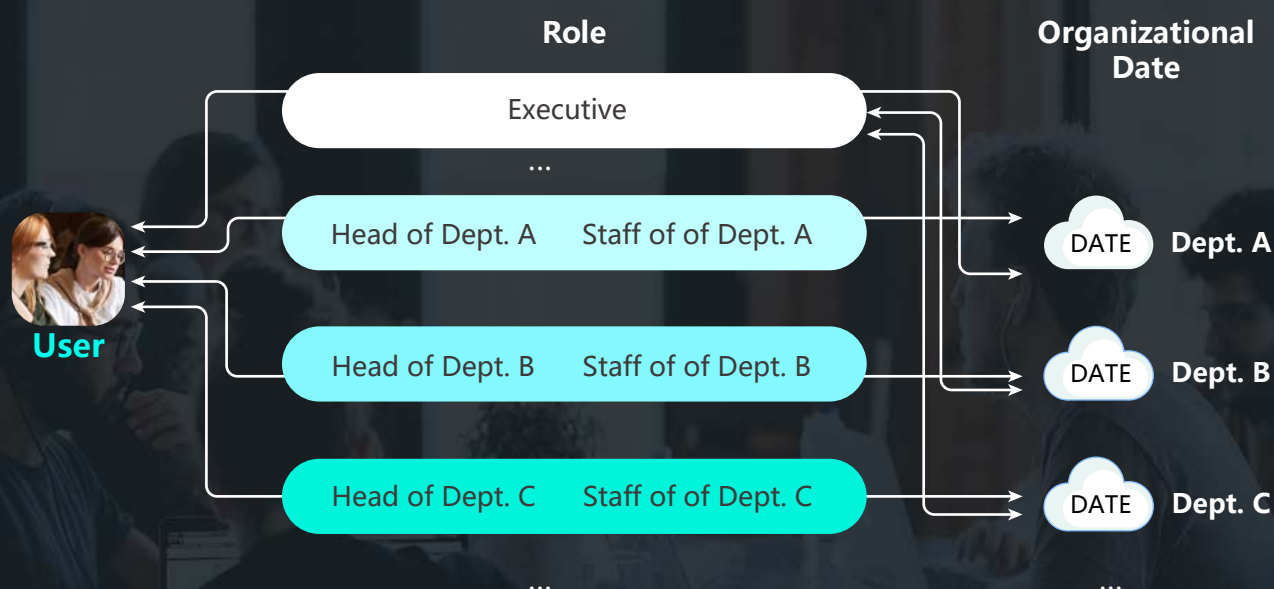 Role
Organizational
Date
Executive
...
Head of Dept. A Staff of of Dept. A
DATE Dept. A
User
Head of Dept. B Staff of of Dept. B
DATE Dept. B
Head of Dept. C Staff of of Dept. C
DATE Dept. C
... ...